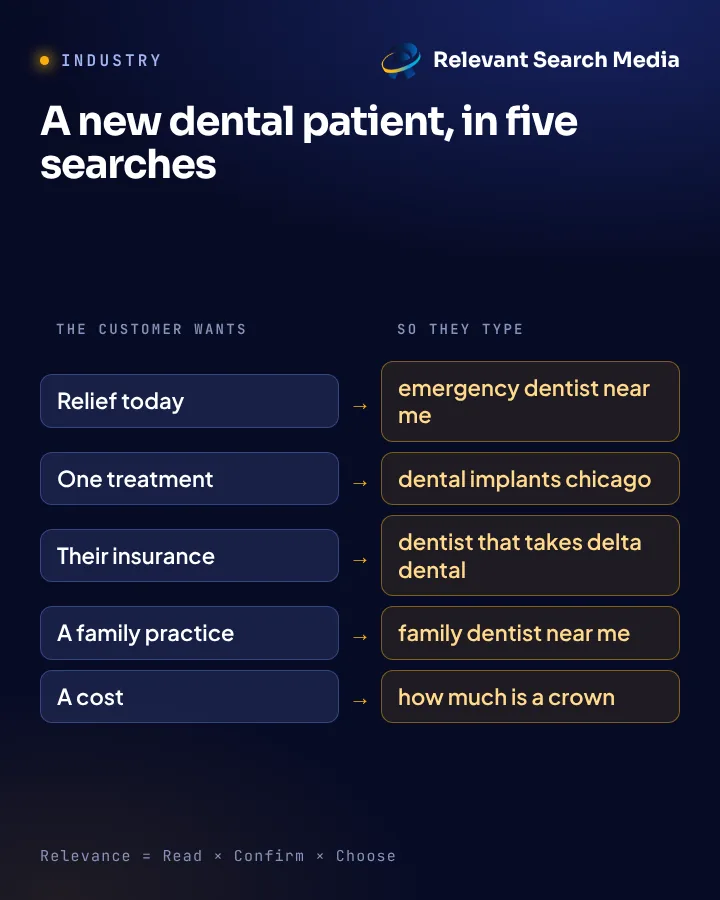 INDUSTRY
Relevant Search Media
A new dental patient, in five
searches
THE CUSTOMER WANTS
SO THEY TYPE
Relief today
→
emergency dentist near
me
One treatment
→
dental implants chicago
Their insurance
→
dentist that takes delta
dental
A family practice
→
family dentist near me
A cost
→
how much is a crown
Relevance = Read × Confirm × Choose